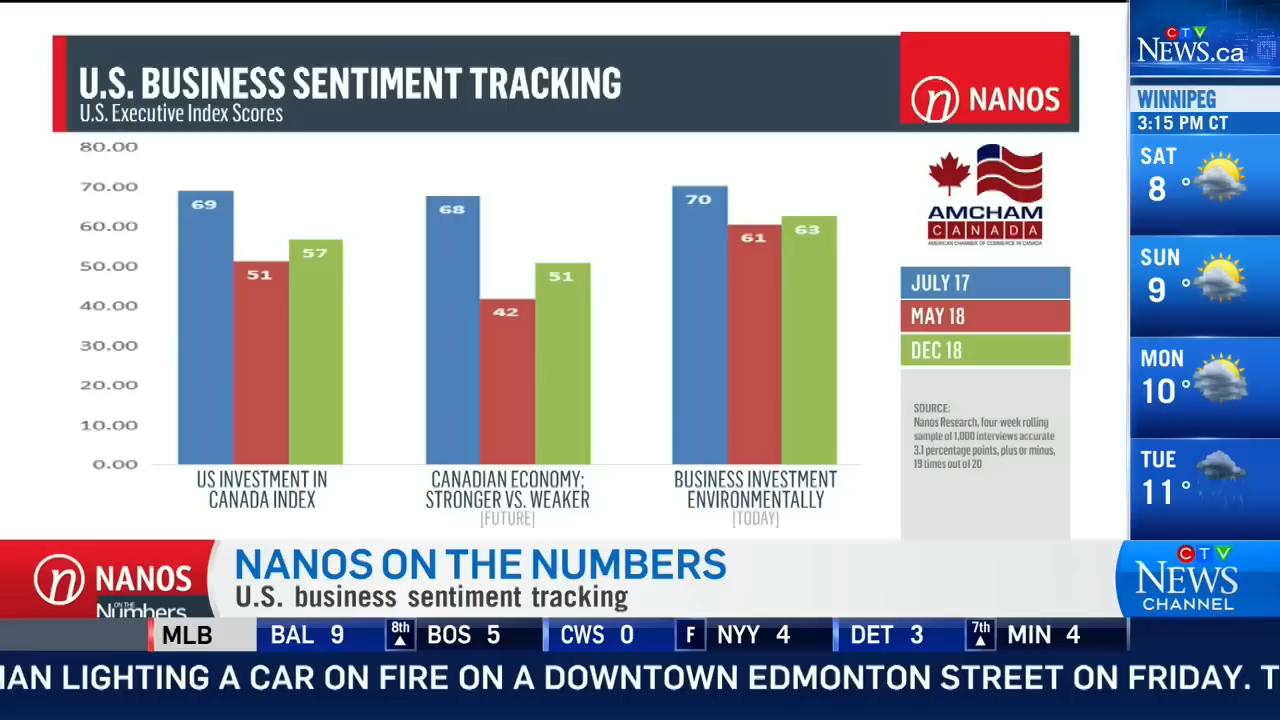 U.S. BUSINESS SENTIMENT TRACKING
U.S. Executive Index Scores
n NANOS
80.00
70.00
60.00
50.00
40.00
30.00
20.00
10.00
0.00
69
51
57
68
42
51
70
61
63
US INVESTMENT IN
CANADA INDEX
CANADIAN ECONOMY;
STRONGER VS. WEAKER
[FUTURE]
BUSINESS INVESTMENT
ENVIRONMENTALLY
[TODAY]
AMCHAM
CANADA
AMERICAN CHAMBER OF COMMERCE IN CANADA
JULY 17
MAY 18
DEC 18
SOURCE:
Nanos Research, four week rolling
sample of 1,000 interviews accurate
3.1 percentage points, plus or minus,
19 times out of 20
CTV
NEWS.ca
WINNIPEG
3:15 PM CT
SAT
8°
SUN
9°
MON
10°
TUE
11°
n NANOS
ON THE
Numbers
NANOS ON THE NUMBERS
U.S. business sentiment tracking
CTV
NEWS
CHANNEL
MLB BAL 9 8th BOS 5 CWS 0 F NYY 4 DET 3 7th MIN 4
MAN LIGHTING A CAR ON FIRE ON A DOWNTOWN EDMONTON STREET ON FRIDAY. T